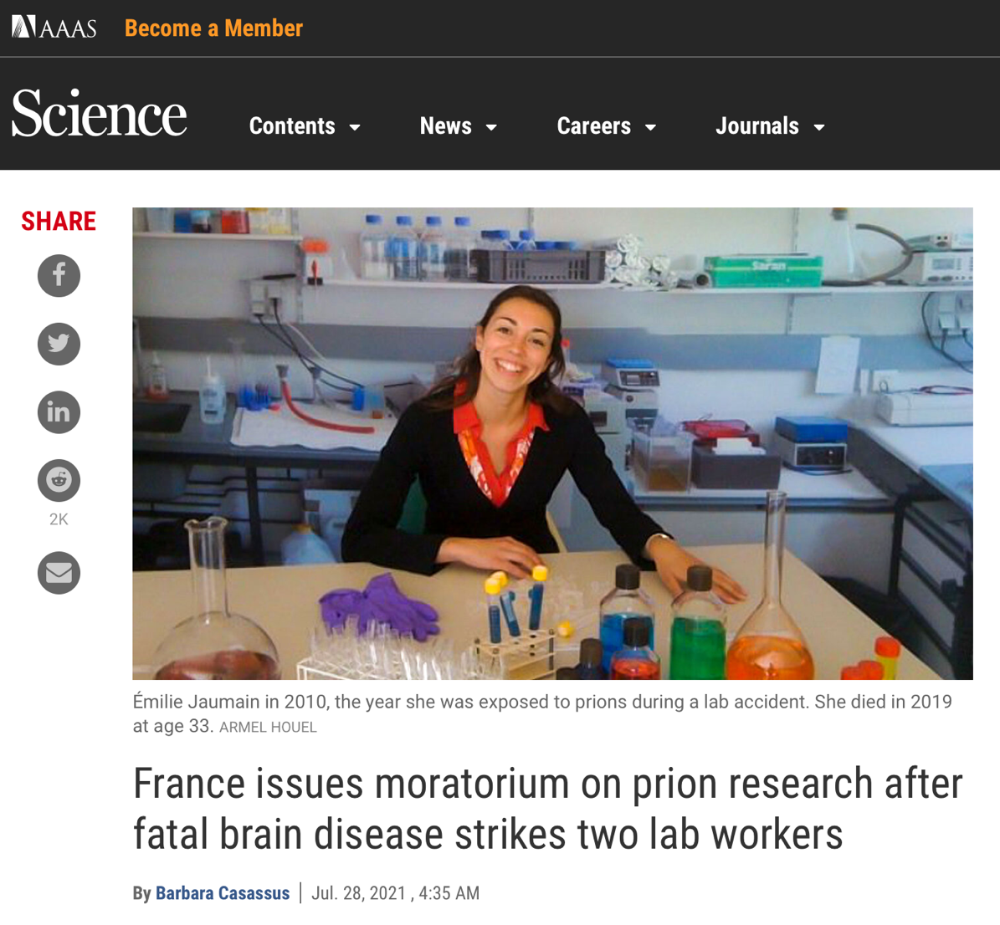 AAAS Become a Member
Science Contents News Careers Journals
SHARE
2K
Saran
Émilie Jaumain in 2010, the year she was exposed to prions during a lab accident. She died in 2019
at age 33. ARMEL HOUEL
France issues moratorium on prion research after
fatal brain disease strikes two lab workers
By Barbara Casassus | Jul. 28, 2021 , 4:35 AM